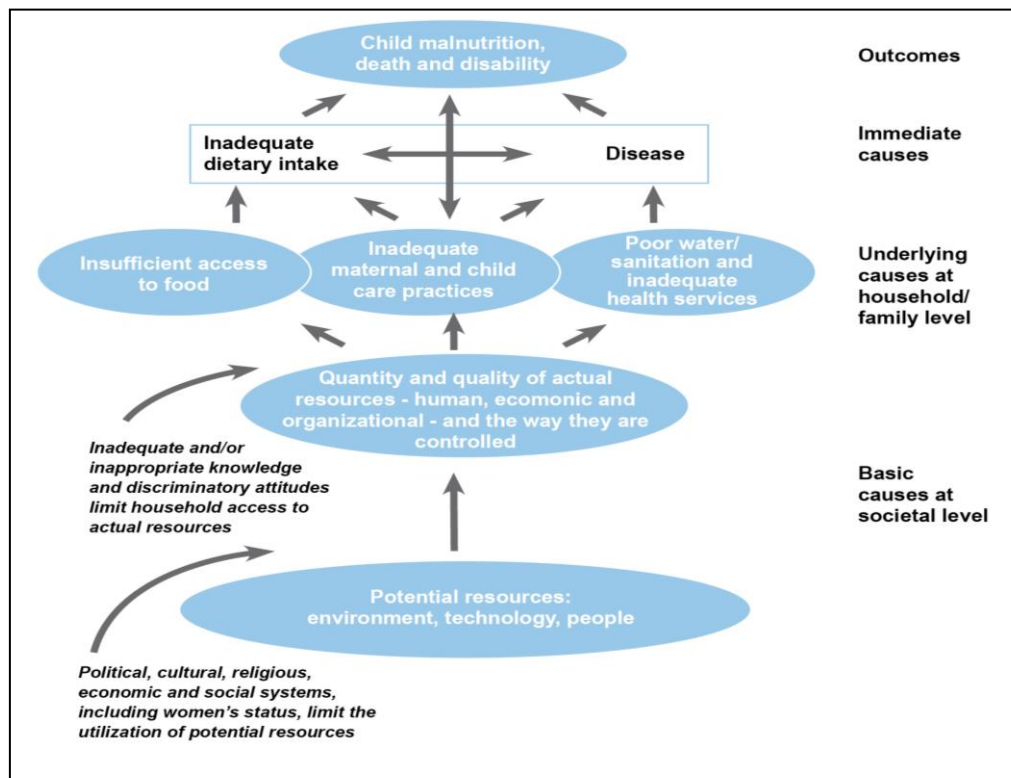 Child malnutrition,
death and disability
Outcomes
Inadequate
dietary intake
Disease
Immediate
causes
Insufficient access
to food
Inadequate
maternal and child
care practices
Poor water/
sanitation and
inadequate
health services
Underlying
causes at
household/
family level
Quantity and quality of actual
resources - human, ecomonic and
organizational - and the way they are
controlled
Inadequate and/or
inappropriate knowledge
and discriminatory attitudes
limit household access to
actual resources
Basic
causes at
societal level
Potential resources:
environment, technology, people
Political, cultural, religious,
economic and social systems,
including women's status, limit the
utilization of potential resources